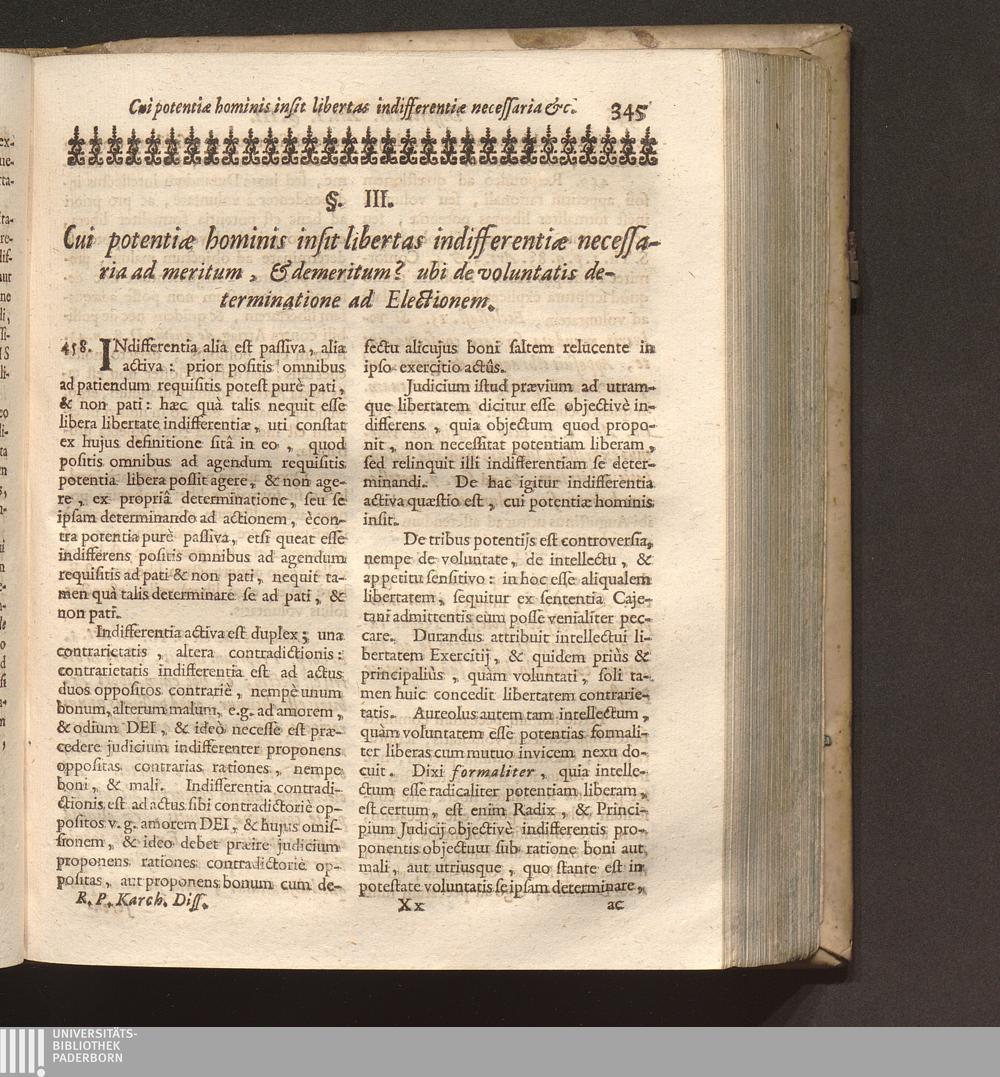 Cui potentiæ hominis inſit libertas indifferentiæ neceſſaria &c. 345
§. III.
Cui potentiæ hominis inſit libertas indifferentiæ neceſſa-
ria ad meritum, & demeritum? ubi de voluntatis de-
terminatione ad Electionem.
458. INdifferentia alia eſt paſſiva, alia
activa: prior poſitis omnibus
ad patiendum requiſitis poteſt purè pati,
& non pati: hæc quà talis nequit eſſe
libera libertate indifferentiæ, uti conſtat
ex hujus definitione ſitâ in eo, quod
poſitis omnibus ad agendum requiſitis
potentia libera poſſit agere, & non age-
re, ex propriâ determinatione, ſeu ſe
ipſam determinando ad actionem, ècon-
tra potentia purè paſſiva, etſi queat eſſe
indifferens poſitis omnibus ad agendum
requiſitis ad pati & non pati, nequit ta-
men quà talis determinare ſe ad pati, &
non pati.
Indifferentia activa eſt duplex; una
contrarietatis, altera contradictionis:
contrarietatis indifferentia eſt ad actus
duos oppoſitos contrariè, nempè unum
bonum, alterum malum, e.g. ad amorem,
& odium DEI, & ideò neceſſe eſt præ-
cedere judicium indifferenter proponens
oppoſitas contrarias rationes, nempe
boni, & mali. Indifferentia contradi-
ctionis eſt ad actus ſibi contradictoriè op-
poſitos v.g. amorem DEI, & hujus omiſ-
ſionem, & ideo debet præire judicium
proponens rationes contradictoriè op-
poſitas, aut proponens bonum cum de-
R. P. Karch. Diſſ.
fectu alicujus boni ſaltem relucente in
ipſo exercitio actûs.
Judicium iſtud prævium ad utram-
que libertatem dicitur eſſe objectivè in-
differens, quia objectum quod propo-
nit, non neceſſitat potentiam liberam,
ſed relinquit illi indifferentiam ſe deter-
minandi. De hac igitur indifferentia
activa quæſtio eſt, cui potentiæ hominis
inſit.
De tribus potentijs eſt controverſia,
nempe de voluntate, de intellectu, &
appetitu ſenſitivo: in hoc eſſe aliqualem
libertatem, ſequitur ex ſententia Caje-
tani admittentis eum poſſe venialiter pec-
care. Durandus attribuit intellectui li-
bertatem Exercitij, & quidem priùs &
principaliùs, quàm voluntati, ſoli ta-
men huic concedit libertatem contrarie-
tatis. Aureolus autem tam intellectum,
quàm voluntatem eſſe potentias formali-
ter liberas cum mutuo invicem nexu do-
cuit. Dixi formaliter, quia intelle-
ctum eſſe radicaliter potentiam liberam,
eſt certum, eſt enim Radix, & Princi-
pium Judicij objectivè indifferentis pro-
ponentis objectum ſub ratione boni aut
mali, aut utriusque, quo ſtante eſt in
poteſtate voluntatis ſe ipſam determinare,
Xx ac
UNIVERSITÄTS-
BIBLIOTHEK
PADERBORN